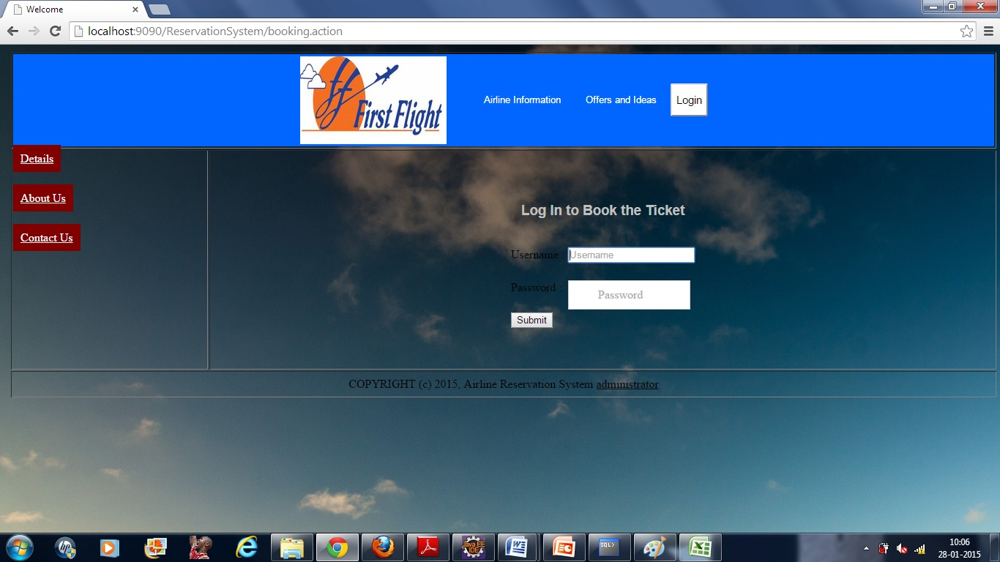 Welcome
localhost:9090/ReservationSystem/booking.action
ff
First Flight
Airline Information Offers and Ideas Login
Details
About Us
Contact Us
Log In to Book the Ticket
Username : Username
Password : Password
Submit
COPYRIGHT (c) 2015, Airline Reservation System administrator
hp
Java EE
IDE
SQL>
10:06
28-01-2015